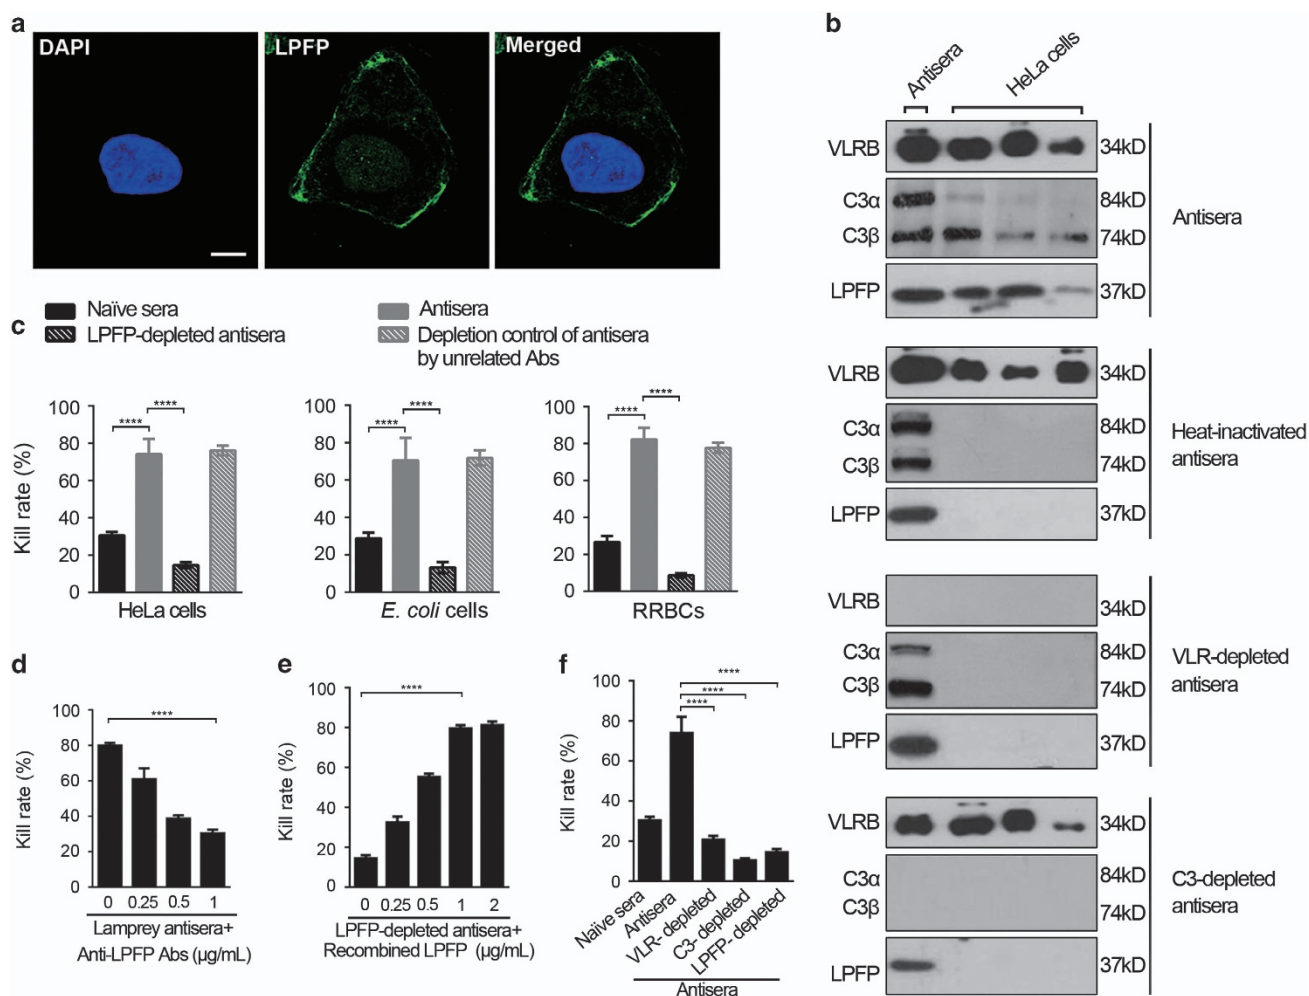 a
DAPI
LPFP
Merged
b
Antisera
HeLa cells
VLRB
34kD
C3α
84kD
C3β
74kD
LPFP
37kD
Antisera
VLRB
34kD
C3α
84kD
C3β
74kD
LPFP
37kD
Heat-inactivated
antisera
VLRB
34kD
C3α
84kD
C3β
74kD
LPFP
37kD
VLR-depleted
antisera
VLRB
34kD
C3α
84kD
C3β
74kD
LPFP
37kD
C3-depleted
antisera
c
Naïve sera
LPFP-depleted antisera
Antisera
Depletion control of antisera
by unrelated Abs
Kill rate (%)
100
80
60
40
20
0
****
****
HeLa cells
100
80
60
40
20
0
****
****
E. coli cells
100
80
60
40
20
0
****
****
RRBCs
d
Kill rate (%)
100
80
60
40
20
0
****
0 0.25 0.5 1
Lamprey antisera+
Anti-LPFP Abs (µg/mL)
e
Kill rate (%)
100
80
60
40
20
0
****
0 0.25 0.5 1 2
LPFP-depleted antisera+
Recombined LPFP (µg/mL)
f
Kill rate (%)
100
80
60
40
20
0
****
****
****
Naïve sera
Antisera
VLR- depleted
C3- depleted
LPFP- depleted
Antisera